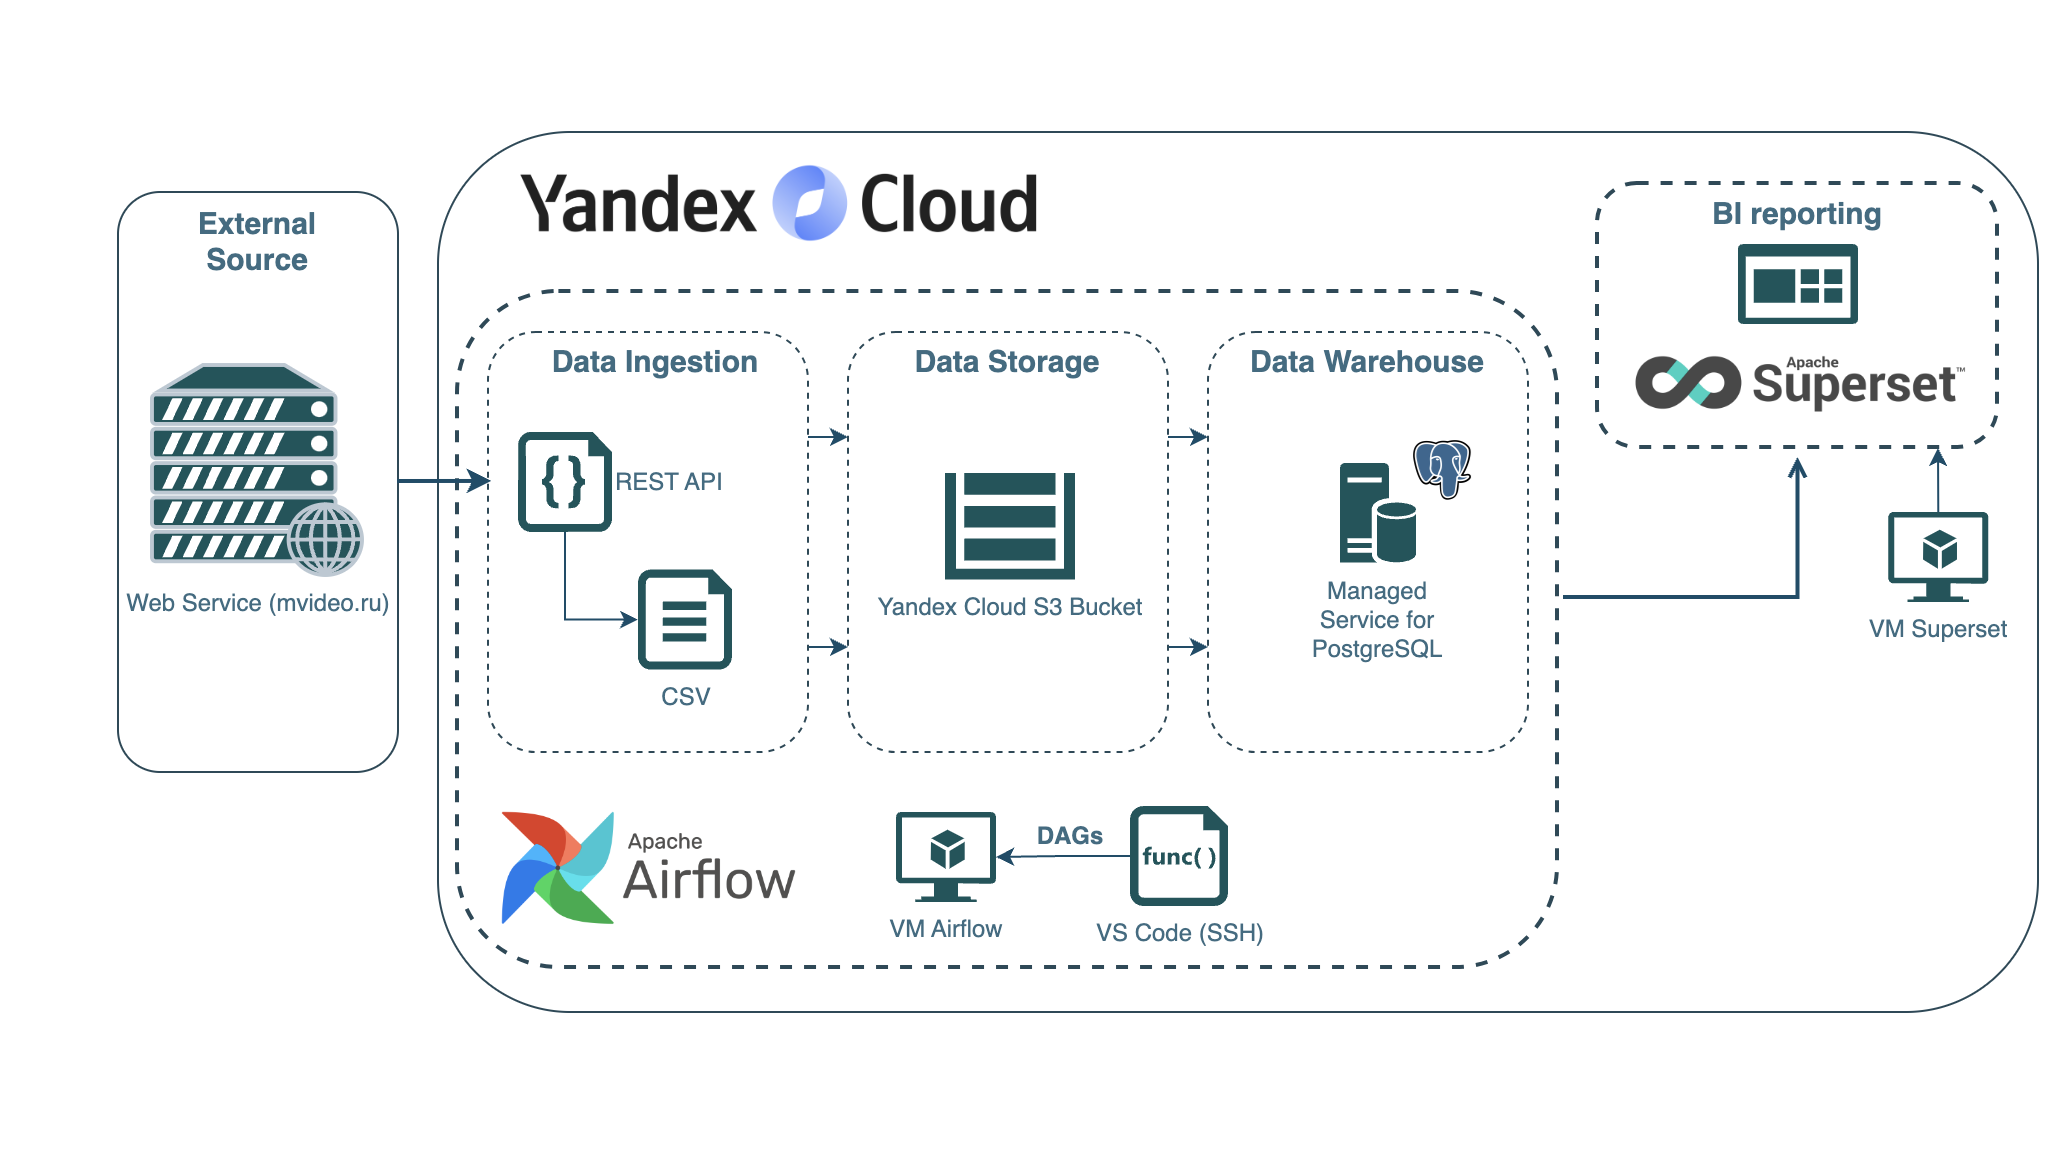 Yandex Cloud
External
Source
Web Service (mvideo.ru)
Data Ingestion
{ }
REST API
CSV
Data Storage
Yandex Cloud S3 Bucket
Data Warehouse
Managed
Service for
PostgreSQL
Apache
Airflow
VM Airflow
DAGs
func( )
VS Code (SSH)
BI reporting
Apache
Superset™
VM Superset